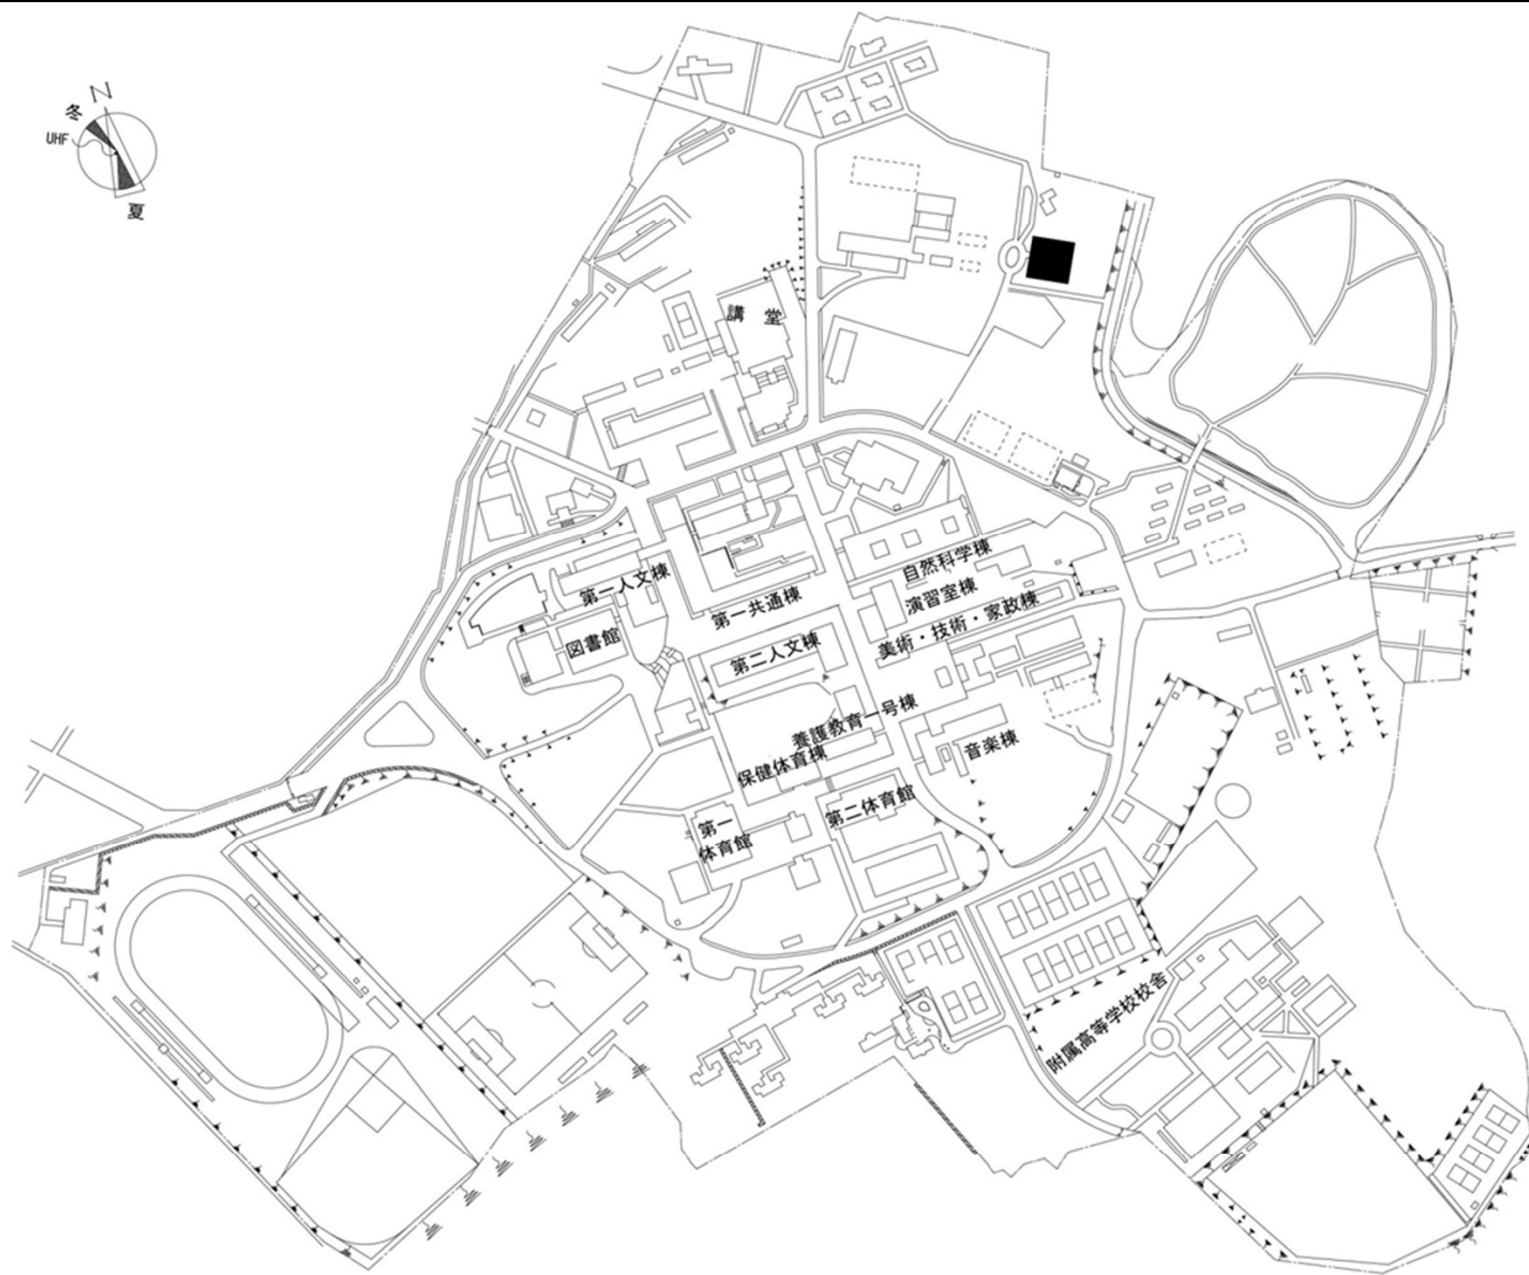 N
冬
UHF
夏
講 堂
自然科学棟
第一人文棟
演習室棟
第一共通棟
美術・技術・家政棟
図書館
第二人文棟
養護教育一号棟
音楽棟
保健体育棟
第二体育館
第一
体育館
附属高等学校校舎